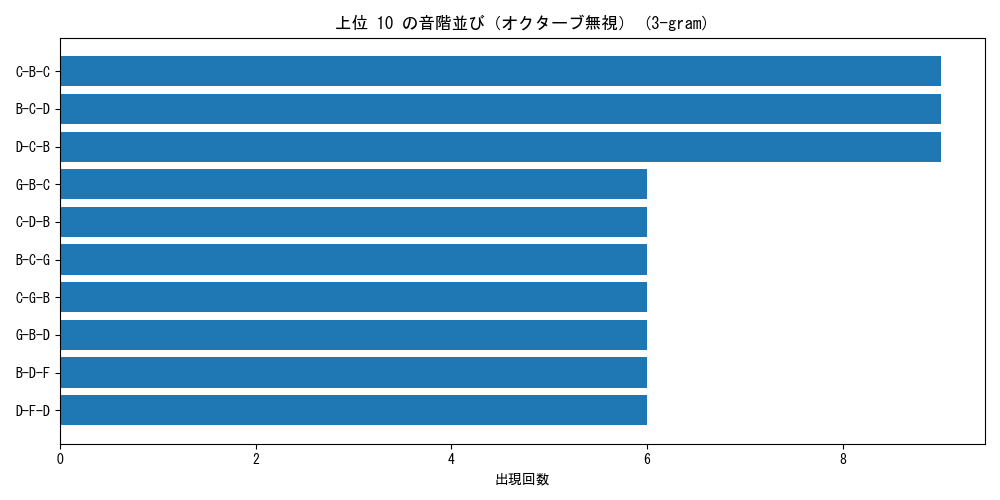 上位 10 の音階並び (オクターブ無視) (3-gram)
C-B-C
B-C-D
D-C-B
G-B-C
C-D-B
B-C-G
C-G-B
G-B-D
B-D-F
D-F-D
0 2 4 6 8
出現回数